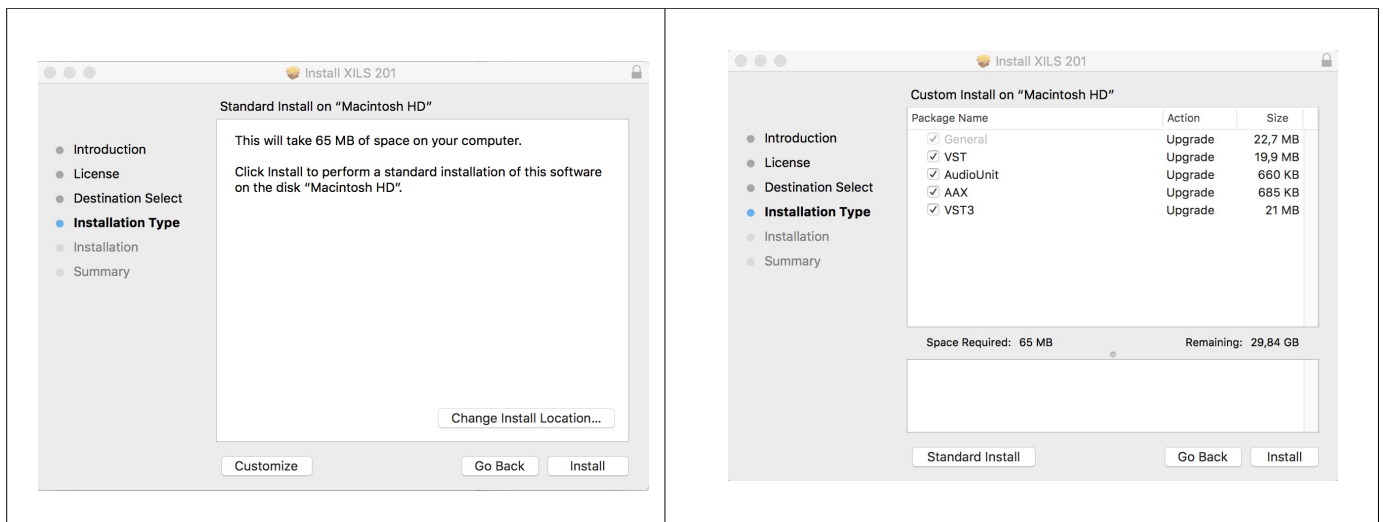 Install XILS 201
Standard Install on “Macintosh HD”
Introduction
License
Destination Select
Installation Type
Installation
Summary
This will take 65 MB of space on your computer.
Click Install to perform a standard installation of this software
on the disk “Macintosh HD”.
Change Install Location...
Customize
Go Back
Install
Install XILS 201
Custom Install on “Macintosh HD”
Introduction
License
Destination Select
Installation Type
Installation
Summary
Package Name Action Size
General Upgrade 22,7 MB
VST Upgrade 19,9 MB
AudioUnit Upgrade 660 KB
AAX Upgrade 685 KB
VST3 Upgrade 21 MB
Space Required: 65 MB Remaining: 29,84 GB
Standard Install
Go Back
Install